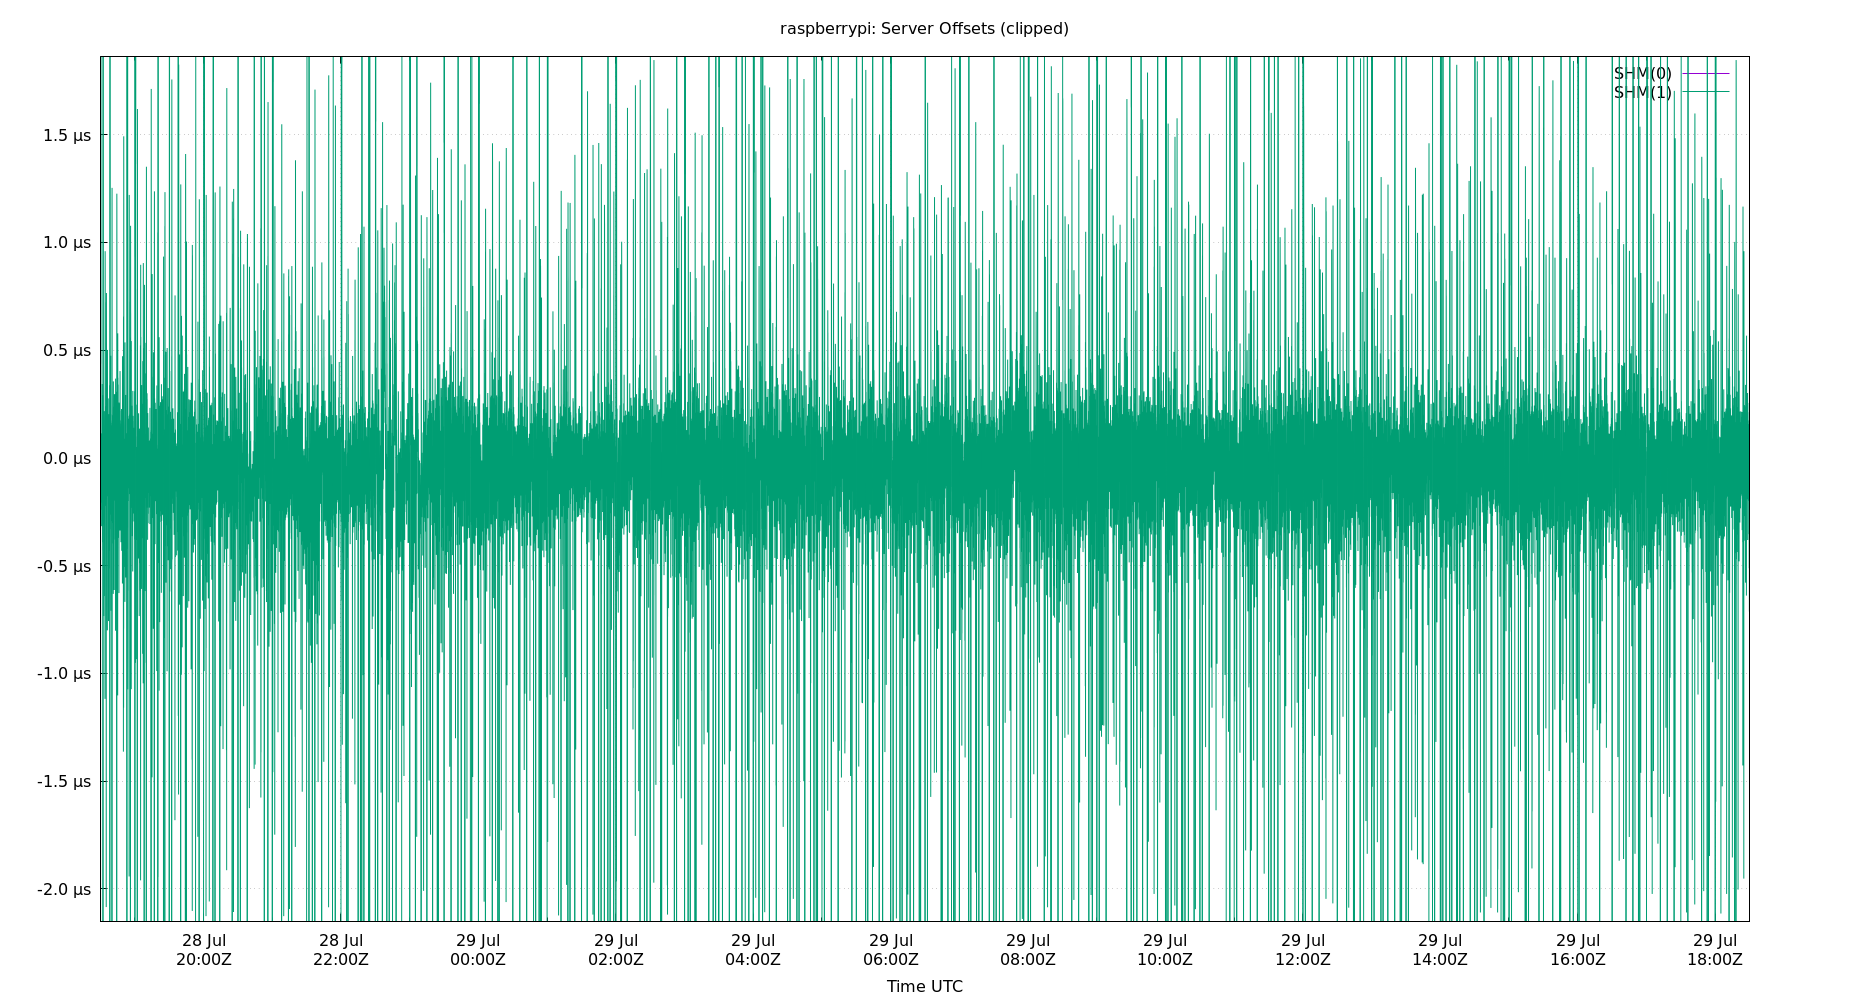 raspberrypi: Server Offsets (clipped)
SHM(0)
SHM(1)
1.5 µs
1.0 µs
0.5 µs
0.0 µs
-0.5 µs
-1.0 µs
-1.5 µs
-2.0 µs
28 Jul 28 Jul 29 Jul 29 Jul 29 Jul 29 Jul 29 Jul 29 Jul 29 Jul 29 Jul 29 Jul 29 Jul
20:00Z 22:00Z 00:00Z 02:00Z 04:00Z 06:00Z 08:00Z 10:00Z 12:00Z 14:00Z 16:00Z 18:00Z
Time UTC